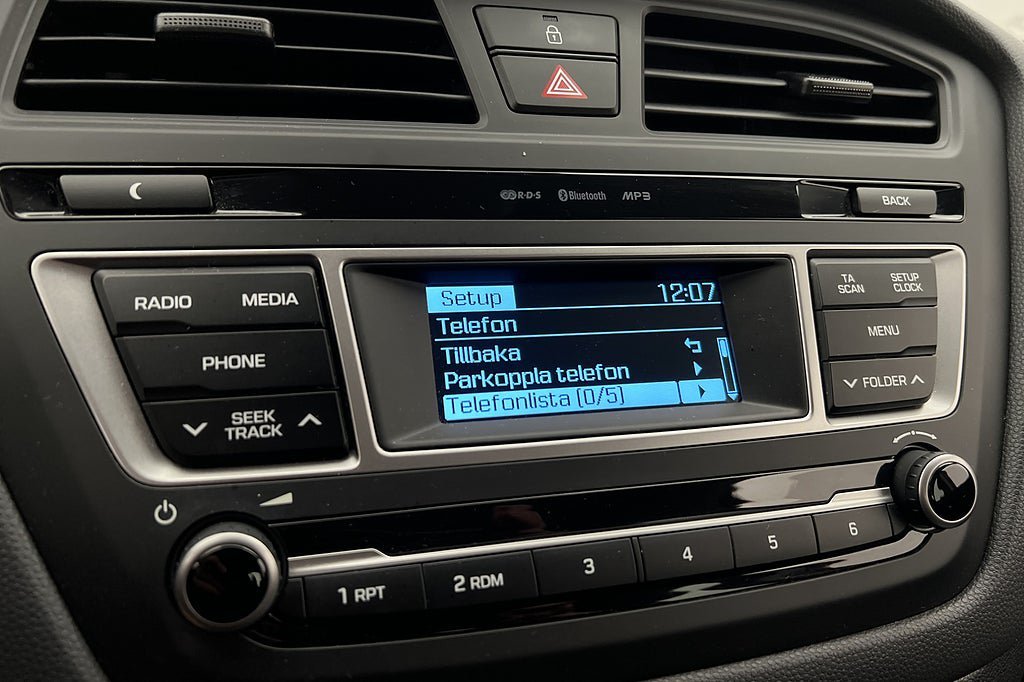 R·D·S Bluetooth MP3
BACK
RADIO MEDIA
PHONE
SEEK
TRACK
Setup 12:07
Telefon
Tillbaka
Parkoppla telefon
Telefonlista (0/5)
TA
SCAN
SETUP
CLOCK
MENU
FOLDER
1 RPT
2 RDM
3
4
5
6